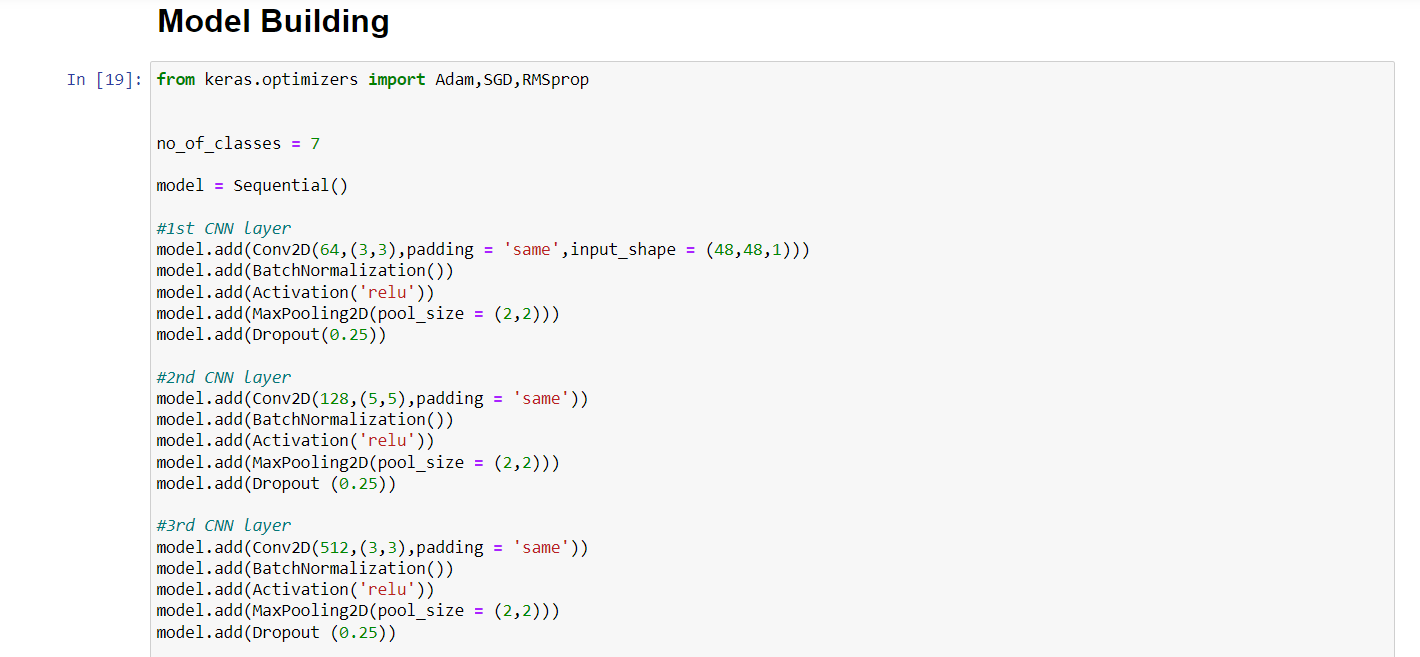 Model Building
In [19]: from keras.optimizers import Adam,SGD,RMSprop
no_of_classes = 7
model = Sequential()
#1st CNN layer
model.add(Conv2D(64,(3,3),padding = 'same',input_shape = (48,48,1)))
model.add(BatchNormalization())
model.add(Activation('relu'))
model.add(MaxPooling2D(pool_size = (2,2)))
model.add(Dropout(0.25))
#2nd CNN layer
model.add(Conv2D(128,(5,5),padding = 'same'))
model.add(BatchNormalization())
model.add(Activation('relu'))
model.add(MaxPooling2D(pool_size = (2,2)))
model.add(Dropout (0.25))
#3rd CNN layer
model.add(Conv2D(512,(3,3),padding = 'same'))
model.add(BatchNormalization())
model.add(Activation('relu'))
model.add(MaxPooling2D(pool_size = (2,2)))
model.add(Dropout (0.25))